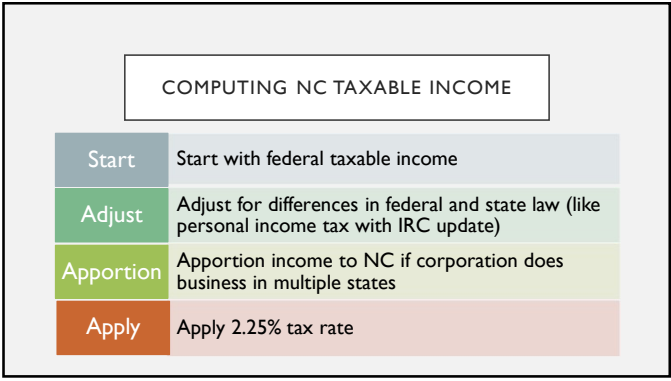 COMPUTING NC TAXABLE INCOME
Start
Start with federal taxable income
Adjust
Adjust for differences in federal and state law (like
personal income tax with IRC update)
Apportion
Apportion income to NC if corporation does
business in multiple states
Apply
Apply 2.25% tax rate